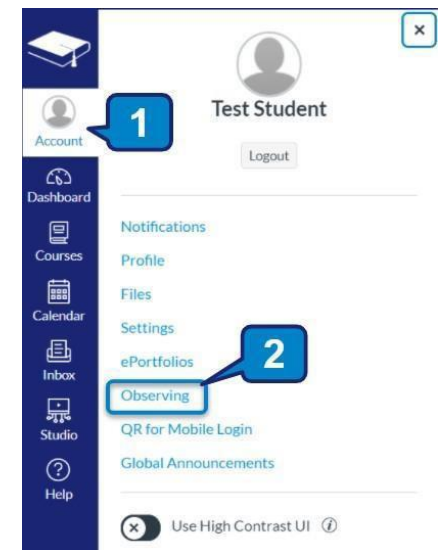 Account
Dashboard
Courses
Calendar
Inbox
Studio
Help
1
Test Student
Logout
Notifications
Profile
Files
Settings
ePortfolios
2
Observing
QR for Mobile Login
Global Announcements
Use High Contrast UI